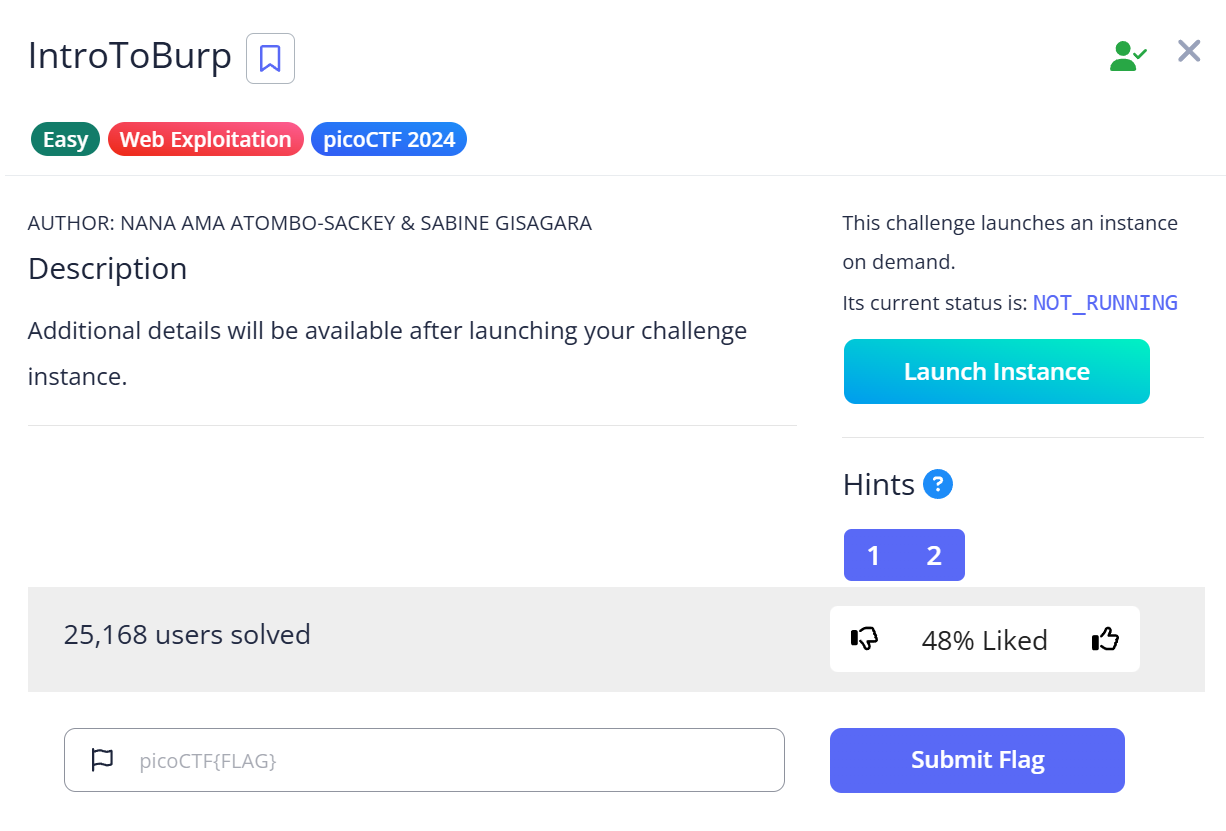 IntroToBurp
Easy Web Exploitation picoCTF 2024
AUTHOR: NANA AMA ATOMBO-SACKEY & SABINE GISAGARA
Description
Additional details will be available after launching your challenge
instance.
This challenge launches an instance
on demand.
Its current status is: NOT_RUNNING
Launch Instance
Hints ?
1 2
25,168 users solved
48% Liked
picoCTF{FLAG}
Submit Flag